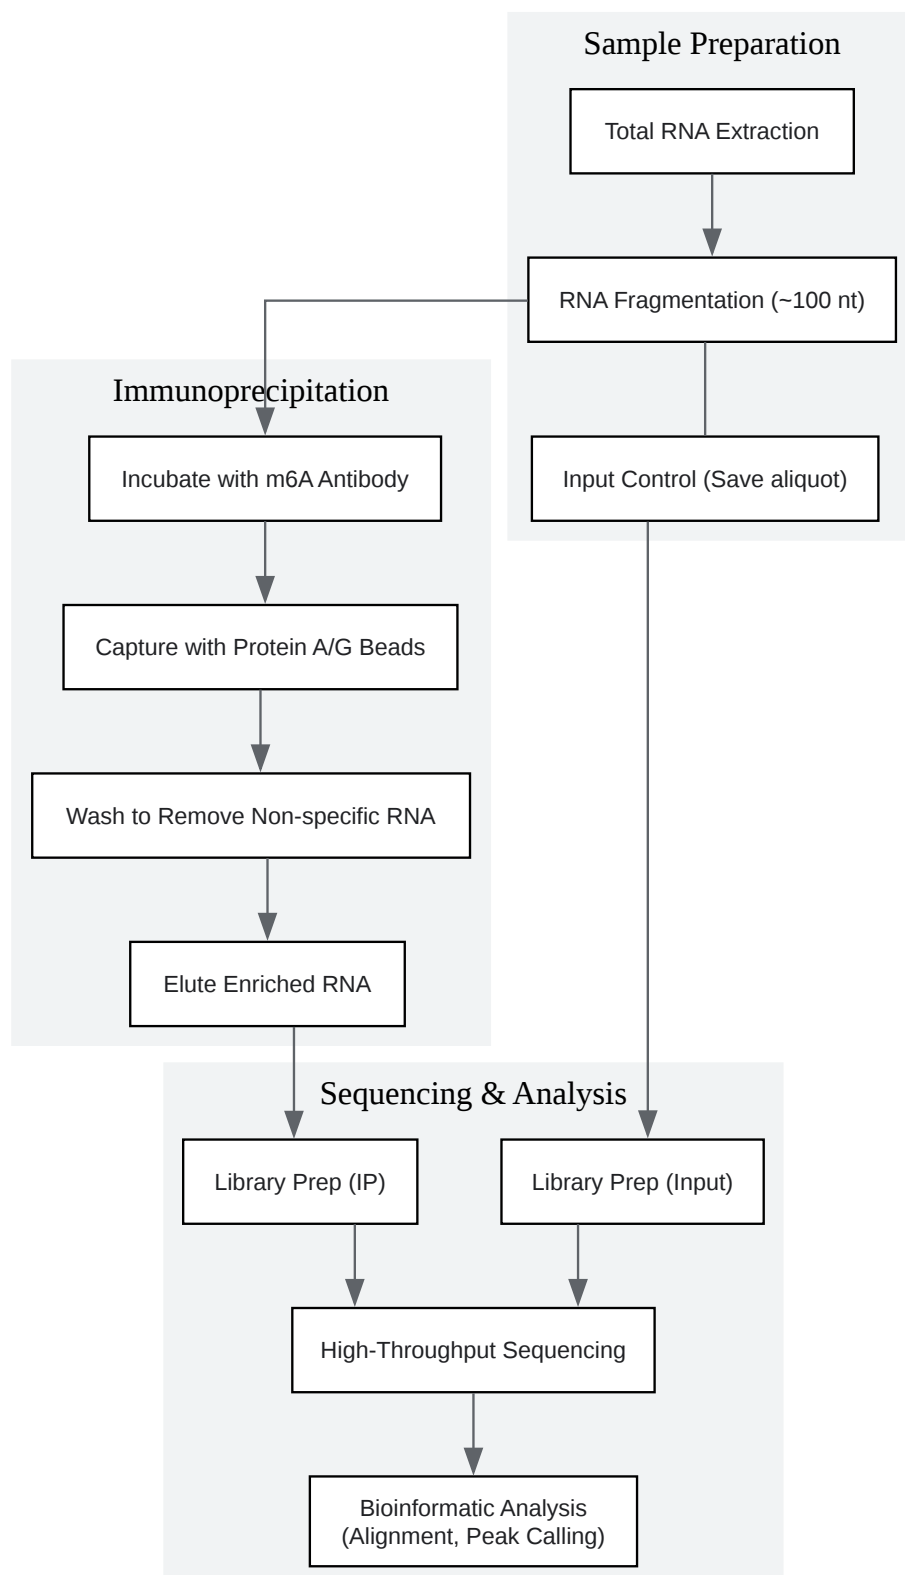 Sample Preparation
Total RNA Extraction
RNA Fragmentation (~100 nt)
Input Control (Save aliquot)
Immunoprecipitation
Incubate with m6A Antibody
Capture with Protein A/G Beads
Wash to Remove Non-specific RNA
Elute Enriched RNA
Sequencing & Analysis
Library Prep (IP)
Library Prep (Input)
High-Throughput Sequencing
Bioinformatic Analysis
(Alignment, Peak Calling)